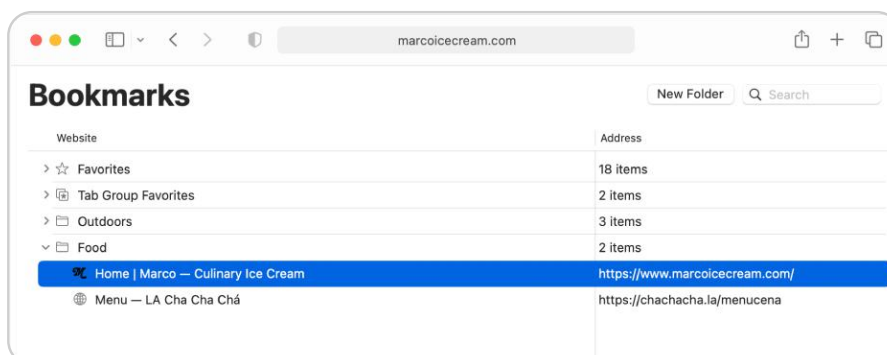 marcoicecream.com
Bookmarks
New Folder
Search
Website Address
Favorites 18 items
Tab Group Favorites 2 items
Outdoors 3 items
Food 2 items
Home | Marco — Culinary Ice Cream https://www.marcoicecream.com/
Menu — LA Cha Cha Chá https://chachacha.la/menucena